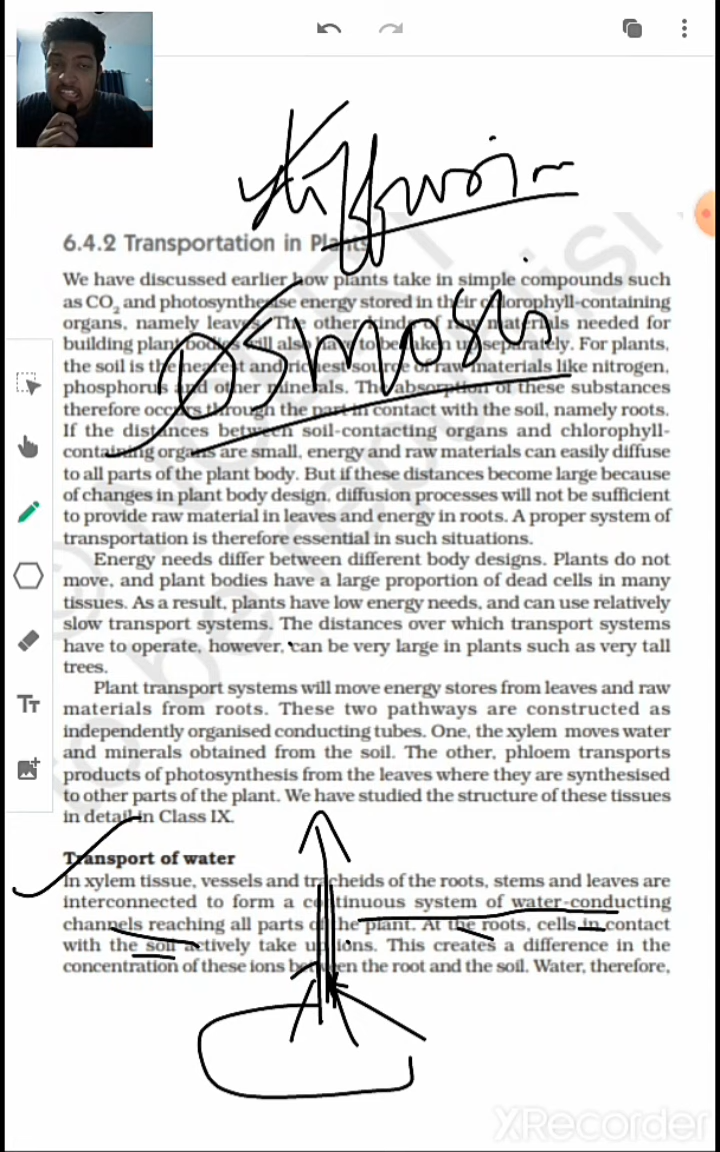 Diffusion
6.4.2 Transportation in Plants
We have discussed earlier how plants take in simple compounds such
as CO₂ and photosynthesise energy stored in their chlorophyll-containing
organs, namely leaves. The other kinds of raw materials needed for
building plant bodies will also have to be taken up separately. For plants,
the soil is the nearest and richest source of raw materials like nitrogen,
Osmosis
phosphorus and other minerals. The absorption of these substances
therefore occurs through the part in contact with the soil, namely roots.
If the distances between soil-contacting organs and chlorophyll-
containing organs are small, energy and raw materials can easily diffuse
to all parts of the plant body. But if these distances become large because
of changes in plant body design, diffusion processes will not be sufficient
to provide raw material in leaves and energy in roots. A proper system of
transportation is therefore essential in such situations.
Energy needs differ between different body designs. Plants do not
move, and plant bodies have a large proportion of dead cells in many
tissues. As a result, plants have low energy needs, and can use relatively
slow transport systems. The distances over which transport systems
have to operate, however, can be very large in plants such as very tall
trees.
Plant transport systems will move energy stores from leaves and raw
materials from roots. These two pathways are constructed as
independently organised conducting tubes. One, the xylem moves water
and minerals obtained from the soil. The other, phloem transports
products of photosynthesis from the leaves where they are synthesised
to other parts of the plant. We have studied the structure of these tissues
in detail in Class IX.
Transport of water
In xylem tissue, vessels and tracheids of the roots, stems and leaves are
interconnected to form a continuous system of water-conducting
channels reaching all parts of the plant. At the roots, cells in contact
with the soil actively take up ions. This creates a difference in the
concentration of these ions between the root and the soil. Water, therefore,
Tт
XRecorder